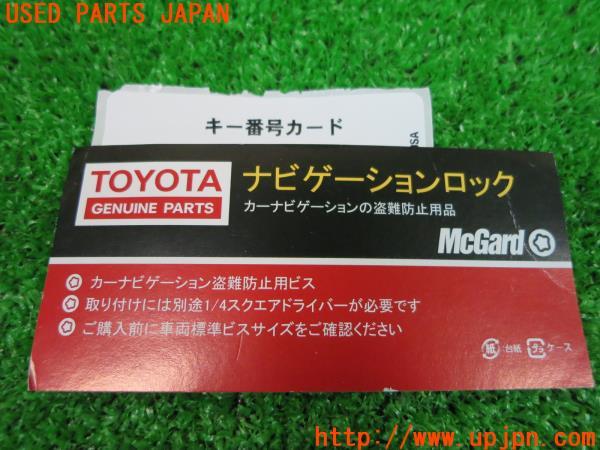 USED PARTS JAPAN
キー番号カード
USA
TOYOTA
GENUINE PARTS
ナビゲーションロック
カーナビゲーションの盗難防止用品
McGard
カーナビゲーション盗難防止用ビス
取り付けには別途1/4スクエアドライバーが必要です
ご購入前に車両標準ビスサイズをご確認ください
紙:台紙 プラ:ケース
http://www.upjpn.com